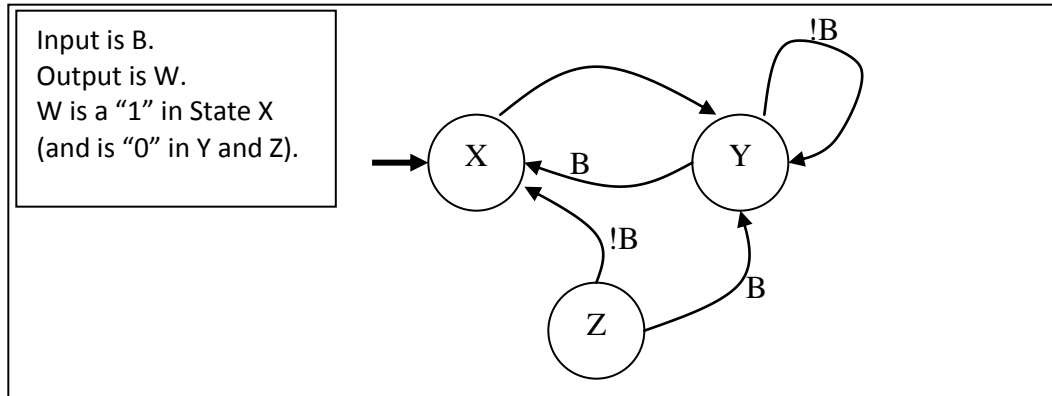 Input is B.
Output is W.
W is a “1” in State X
(and is “0” in Y and Z).
!B
X
Y
B
!B
B
Z